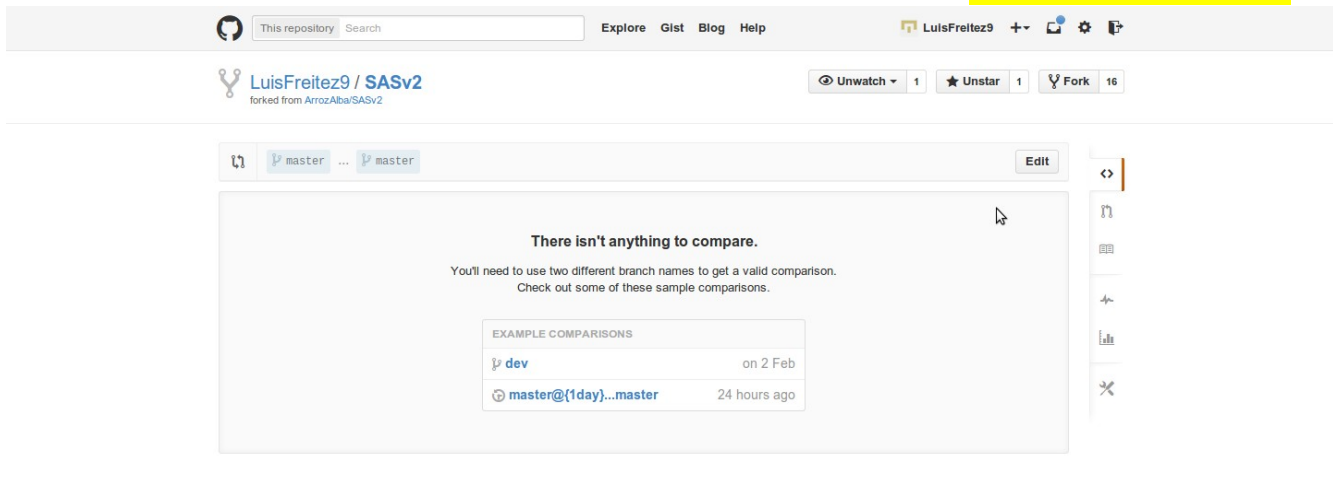 This repository Search Explore Gist Blog Help LuisFreitez9
LuisFreitez9 / SASv2
forked from ArrozAlba/SASv2
Unwatch 1 Unstar 1 Fork 16
master ... master Edit
There isn't anything to compare.
You'll need to use two different branch names to get a valid comparison.
Check out some of these sample comparisons.
EXAMPLE COMPARISONS
dev on 2 Feb
master@{1day}...master 24 hours ago